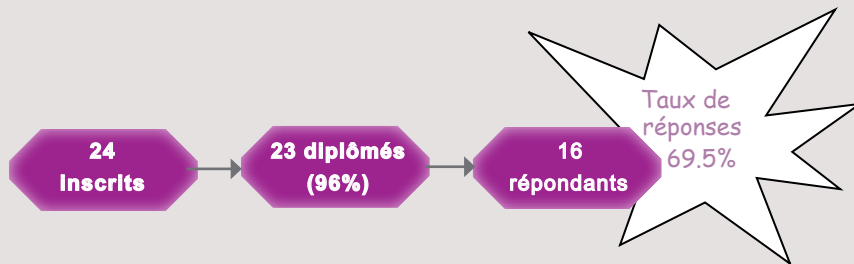 24
inscrits
23 diplômés
(96%)
16
répondants
Taux de
réponses
69.5%